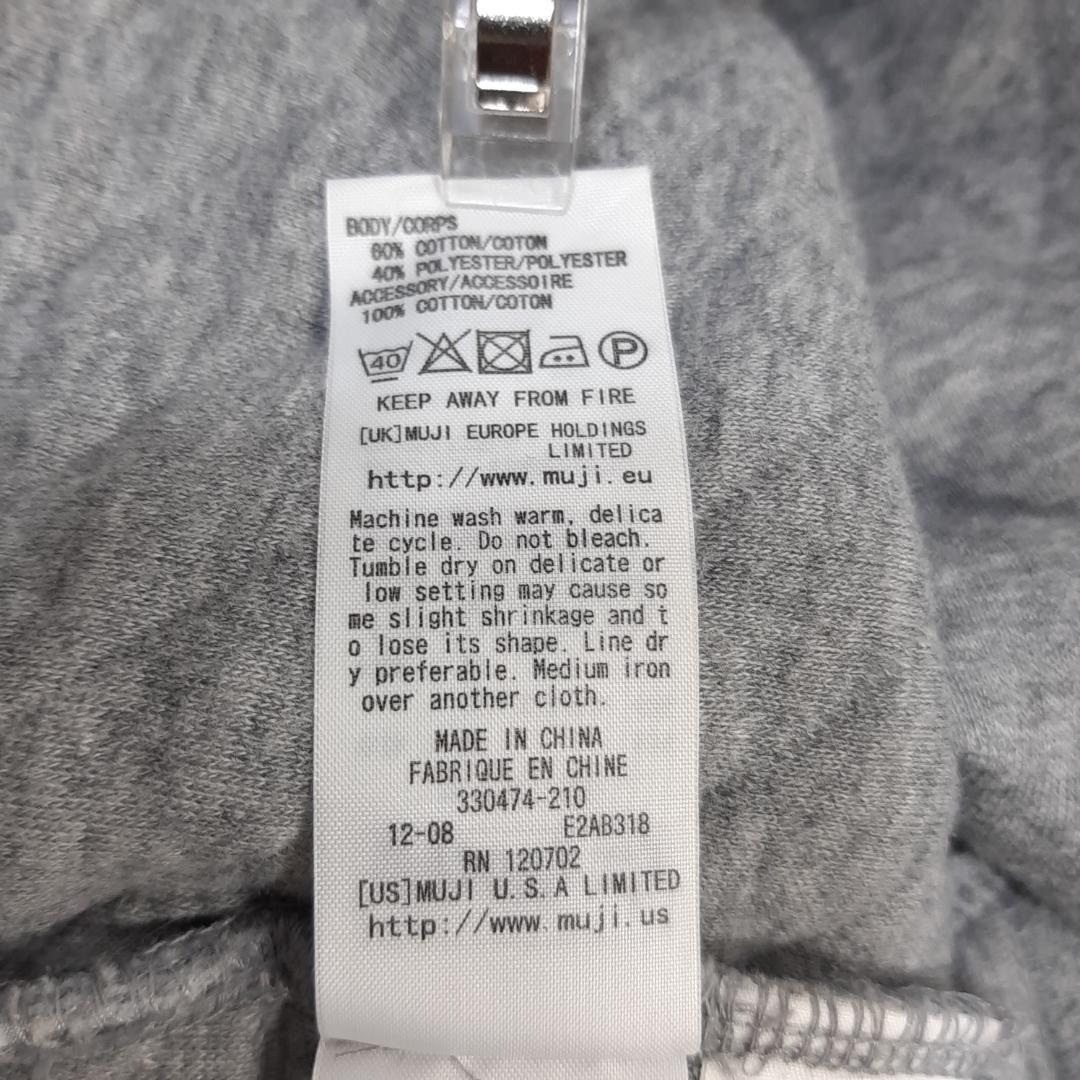 BODY/CORPS
60% COTTON/COTON
40% POLYESTER/POLYESTER
ACCESSORY/ACCESSOIRE
100% COTTON/COTON
40 P
KEEP AWAY FROM FIRE
[UK]MUJI EUROPE HOLDINGS
LIMITED
http://www.muji.eu
Machine wash warm, delica
te cycle. Do not bleach.
Tumble dry on delicate or
low setting may cause so
me slight shrinkage and t
o lose its shape. Line dr
y preferable. Medium iron
over another cloth.
MADE IN CHINA
FABRIQUE EN CHINE
330474-210
12-08 E2AB318
RN 120702
[US]MUJI U.S.A LIMITED
http://www.muji.us